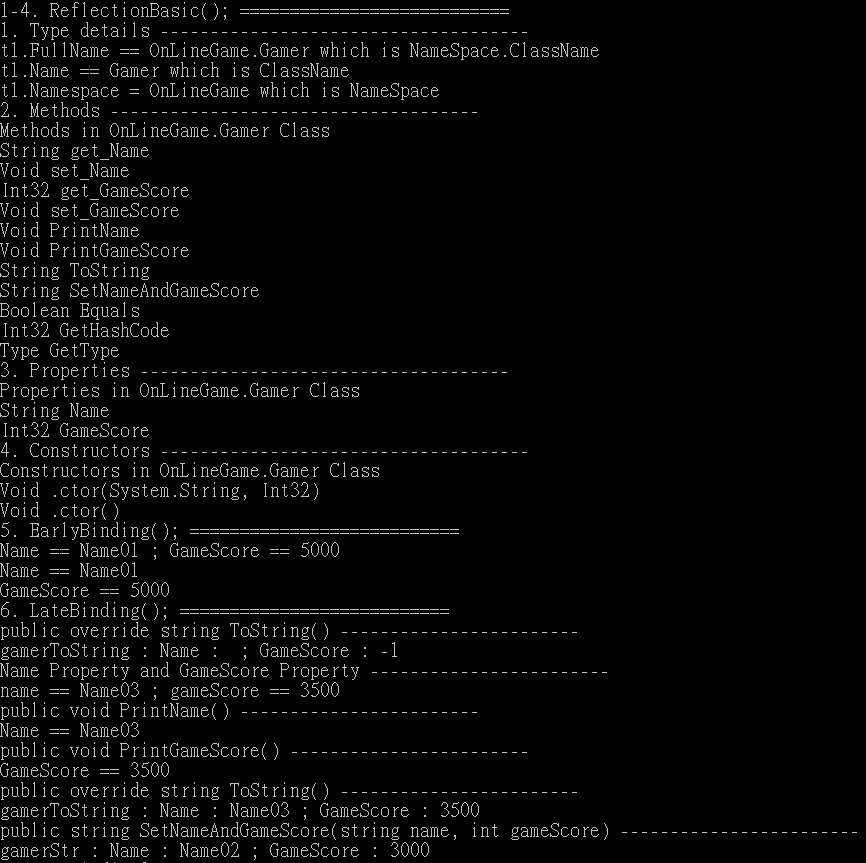 1-4. ReflectionBasic(); ===========================
1. Type details -------------------------------------
t1.FullName == OnLineGame.Gamer which is NameSpace.ClassName
t1.Name == Gamer which is ClassName
t1.Namespace = OnLineGame which is NameSpace
2. Methods -------------------------------------
Methods in OnLineGame.Gamer Class
String get_Name
Void set_Name
Int32 get_GameScore
Void set_GameScore
Void PrintName
Void PrintGameScore
String ToString
String SetNameAndGameScore
Boolean Equals
Int32 GetHashCode
Type GetType
3. Properties -------------------------------------
Properties in OnLineGame.Gamer Class
String Name
Int32 GameScore
4. Constructors -------------------------------------
Constructors in OnLineGame.Gamer Class
Void .ctor(System.String, Int32)
Void .ctor()
5. EarlyBinding(); ===========================
Name == Name01 ; GameScore == 5000
Name == Name01
GameScore == 5000
6. LateBinding(); ===========================
public override string ToString() ------------------------
gamerToString : Name :  ; GameScore : -1
Name Property and GameScore Property ------------------------
name == Name03 ; gameScore == 3500
public void PrintName() ------------------------
Name == Name03
public void PrintGameScore() ------------------------
GameScore == 3500
public override string ToString() ------------------------
gamerToString : Name : Name03 ; GameScore : 3500
public string SetNameAndGameScore(string name, int gameScore) ------------------------
gamerStr : Name : Name02 ; GameScore : 3000